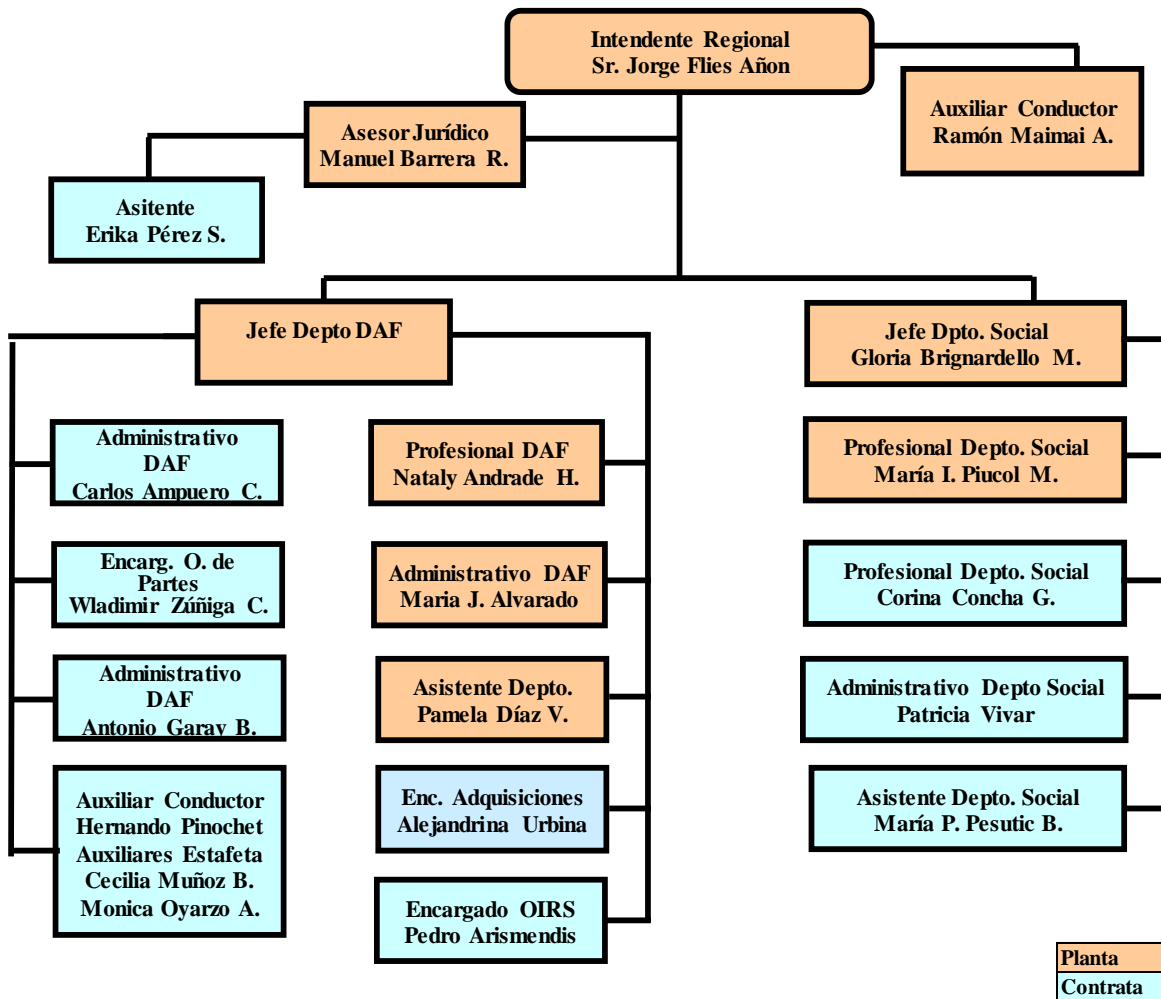 Intendente Regional
Sr. Jorge Flies Añon
Auxiliar Conductor
Ramón Maimai A.
Asesor Jurídico
Manuel Barrera R.
Asitente
Erika Pérez S.
Jefe Depto DAF
Jefe Dpto. Social
Gloria Brignardello M.
Administrativo
DAF
Carlos Ampuero C.
Encarg. O. de
Partes
Wladimir Zúñiga C.
Administrativo
DAF
Antonio Garay B.
Auxiliar Conductor
Hernando Pinochet
Auxiliares Estafeta
Cecilia Muñoz B.
Monica Oyarzo A.
Profesional DAF
Nataly Andrade H.
Administrativo DAF
Maria J. Alvarado
Asistente Depto.
Pamela Díaz V.
Enc. Adquisiciones
Alejandrina Urbina
Encargado OIRS
Pedro Arismendis
Profesional Depto. Social
María I. Piucol M.
Profesional Depto. Social
Corina Concha G.
Administrativo Depto Social
Patricia Vivar
Asistente Depto. Social
María P. Pesutic B.
Planta
Contrata